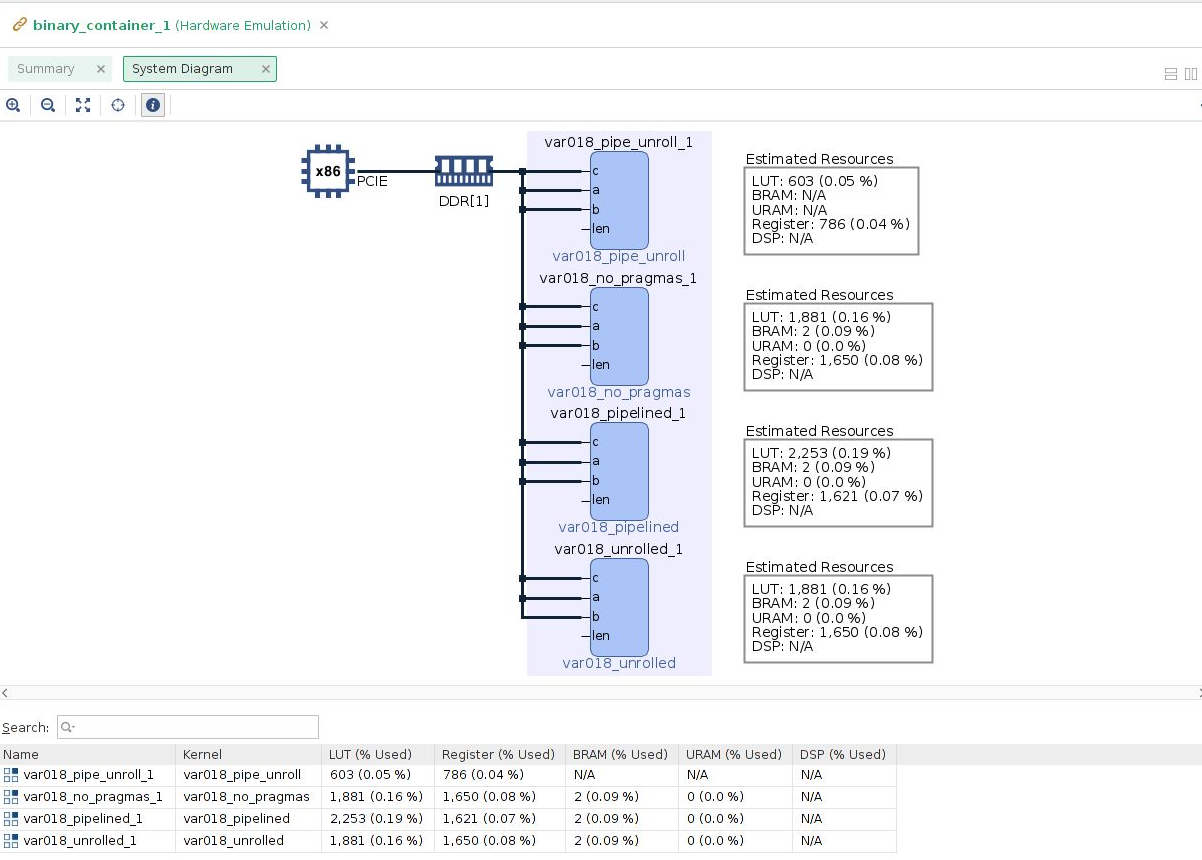 binary_container_1 (Hardware Emulation) ×
Summary ×
System Diagram ×
x86
PCIE
DDR[1]
var018_pipe_unroll_1
c
a
b
len
var018_pipe_unroll
Estimated Resources
LUT: 603 (0.05 %)
BRAM: N/A
URAM: N/A
Register: 786 (0.04 %)
DSP: N/A
var018_no_pragmas_1
c
a
b
len
var018_no_pragmas
Estimated Resources
LUT: 1,881 (0.16 %)
BRAM: 2 (0.09 %)
URAM: 0 (0.0 %)
Register: 1,650 (0.08 %)
DSP: N/A
var018_pipelined_1
c
a
b
len
var018_pipelined
Estimated Resources
LUT: 2,253 (0.19 %)
BRAM: 2 (0.09 %)
URAM: 0 (0.0 %)
Register: 1,621 (0.07 %)
DSP: N/A
var018_unrolled_1
c
a
b
len
var018_unrolled
Estimated Resources
LUT: 1,881 (0.16 %)
BRAM: 2 (0.09 %)
URAM: 0 (0.0 %)
Register: 1,650 (0.08 %)
DSP: N/A
Search:
Name Kernel LUT (% Used) Register (% Used) BRAM (% Used) URAM (% Used) DSP (% Used)
var018_pipe_unroll_1 var018_pipe_unroll 603 (0.05 %) 786 (0.04 %) N/A N/A N/A
var018_no_pragmas_1 var018_no_pragmas 1,881 (0.16 %) 1,650 (0.08 %) 2 (0.09 %) 0 (0.0 %) N/A
var018_pipelined_1 var018_pipelined 2,253 (0.19 %) 1,621 (0.07 %) 2 (0.09 %) 0 (0.0 %) N/A
var018_unrolled_1 var018_unrolled 1,881 (0.16 %) 1,650 (0.08 %) 2 (0.09 %) 0 (0.0 %) N/A